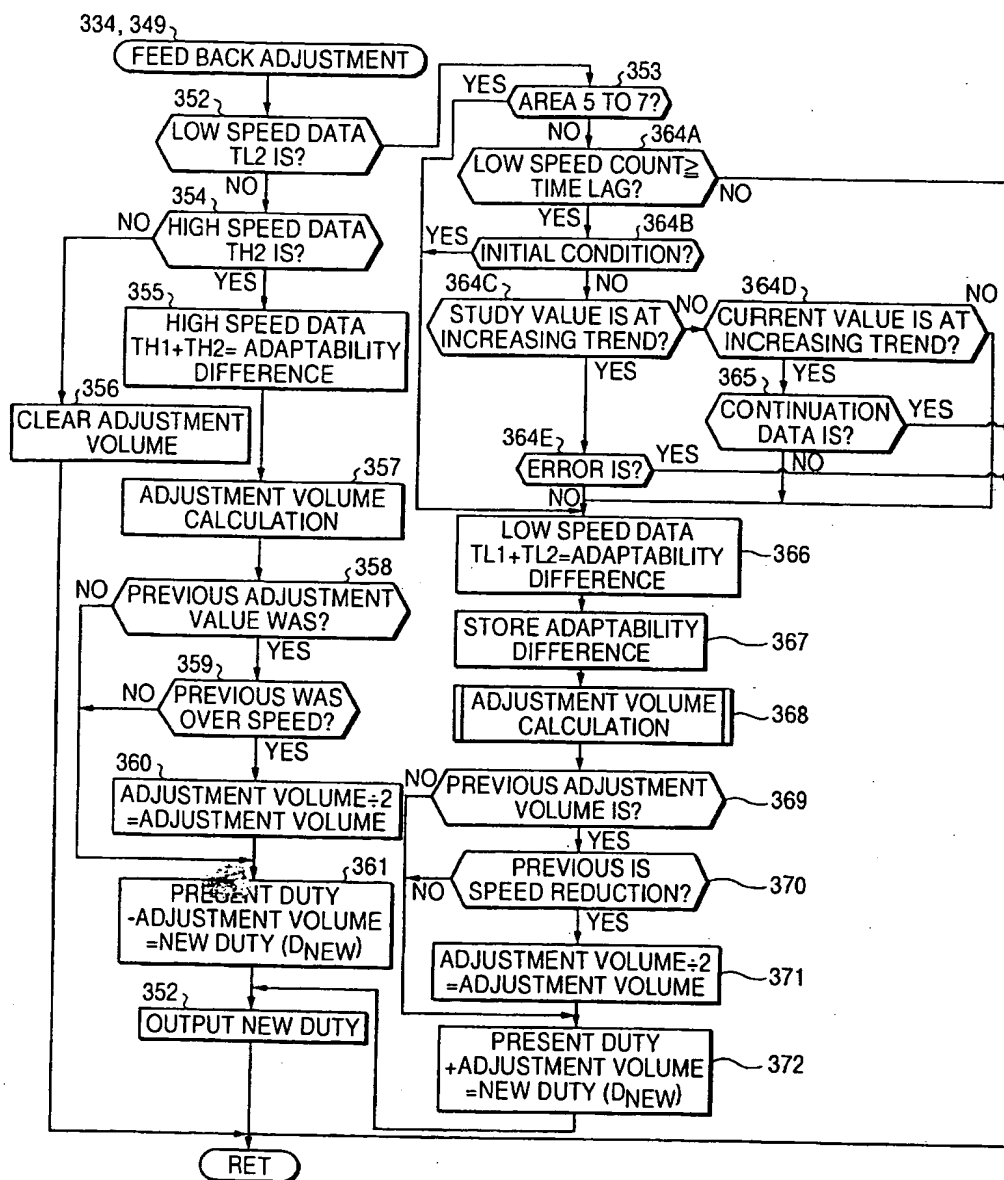 334, 349
FEED BACK ADJUSTMENT
352
LOW SPEED DATA
TL2 IS?
NO
354
NO
HIGH SPEED DATA
TH2 IS?
YES
355
HIGH SPEED DATA
TH1+TH2= ADAPTABILITY
DIFFERENCE
356
CLEAR ADJUSTMENT
VOLUME
357
ADJUSTMENT VOLUME
CALCULATION
358
NO
PREVIOUS ADJUSTMENT
VALUE WAS?
YES
359
NO
PREVIOUS WAS
OVER SPEED?
YES
360
ADJUSTMENT VOLUME÷2
=ADJUSTMENT VOLUME
361
PRECENT DUTY
-ADJUSTMENT VOLUME
=NEW DUTY (DNEW)
352
OUTPUT NEW DUTY
RET
353
YES
AREA 5 TO 7?
NO
364A
LOW SPEED COUNT≧
TIME LAG?
NO
YES
364B
YES
INITIAL CONDITION?
NO
364C
STUDY VALUE IS AT
INCREASING TREND?
NO
YES
364D
NO
CURRENT VALUE IS AT
INCREASING TREND?
YES
365
CONTINUATION
DATA IS?
YES
NO
364E
ERROR IS?
YES
NO
LOW SPEED DATA
TL1+TL2=ADAPTABILITY
DIFFERENCE
366
STORE ADAPTABILITY
DIFFERENCE
367
ADJUSTMENT VOLUME
CALCULATION
368
NO
PREVIOUS ADJUSTMENT
VOLUME IS?
369
YES
PREVIOUS IS
SPEED REDUCTION?
370
NO
YES
ADJUSTMENT VOLUME÷2
=ADJUSTMENT VOLUME
371
PRESENT DUTY
+ADJUSTMENT VOLUME
=NEW DUTY (DNEW)
372